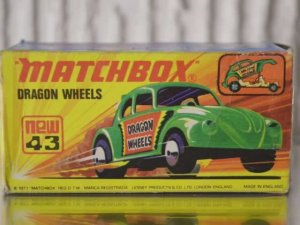 "MATCHBOX"®
DRAGON WHEELS
new
43
DRAGON
WHEELS
© 1971 "MATCHBOX" REG D T M MARCA REGISTRADA LESNEY PRODUCTS & CO. LTD. LONDON ENGLAND MADE IN ENGLAND